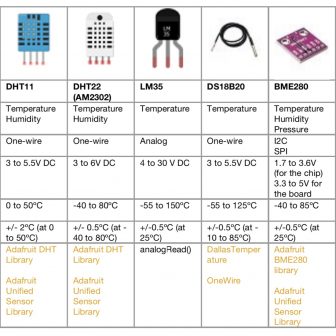 LM
35
DHT11
DHT22
(AM2302)
LM35
DS18B20
BME280
Temperature
Humidity
Temperature
Humidity
Temperature
Temperature
Temperature
Humidity
Pressure
One-wire
One-wire
Analog
One-wire
I2C
SPI
3 to 5.5V DC
3 to 6V DC
4 to 30 V DC
3 to 5.5V DC
1.7 to 3.6V
(for the chip)
3.3 to 5V for
the board
0 to 50ºC
-40 to 80ºC
-55 to 150ºC
-55 to 125ºC
-40 to 85ºC
+/- 2ºC (at 0
to 50ºC)
+/- 0.5ºC (at -
40 to 80ºC)
+/-0.5ºC (at
25ºC)
+/-0.5ºC (at -
10 to 85ºC)
+/-0.5ºC (at
25ºC)
Adafruit DHT
Library
Adafruit
Unified
Sensor
Library
Adafruit DHT
Library
Adafruit
Unified
Sensor
Library
analogRead()
DallasTemper
ature
OneWire
Adafruit
BME280
library
Adafruit
Unified
Sensor
Library